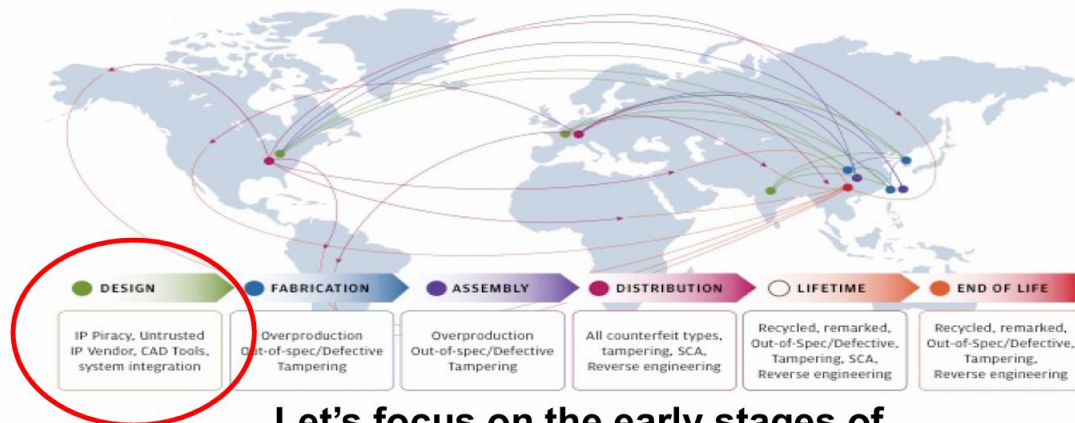 DESIGN
FABRICATION
ASSEMBLY
DISTRIBUTION
LIFETIME
END OF LIFE
IP Piracy, Untrusted
IP Vendor, CAD Tools,
system integration
Overproduction
Out-of-spec/Defective
Tampering
Overproduction
Out-of-spec/Defective
Tampering
All counterfeit types,
tampering, SCA,
Reverse engineering
Recycled, remarked,
Out-of-Spec/Defective,
Tampering, SCA,
Reverse engineering
Recycled, remarked,
Out-of-Spec/Defective,
Tampering,
Reverse engineering
Let's focus on the early stages of